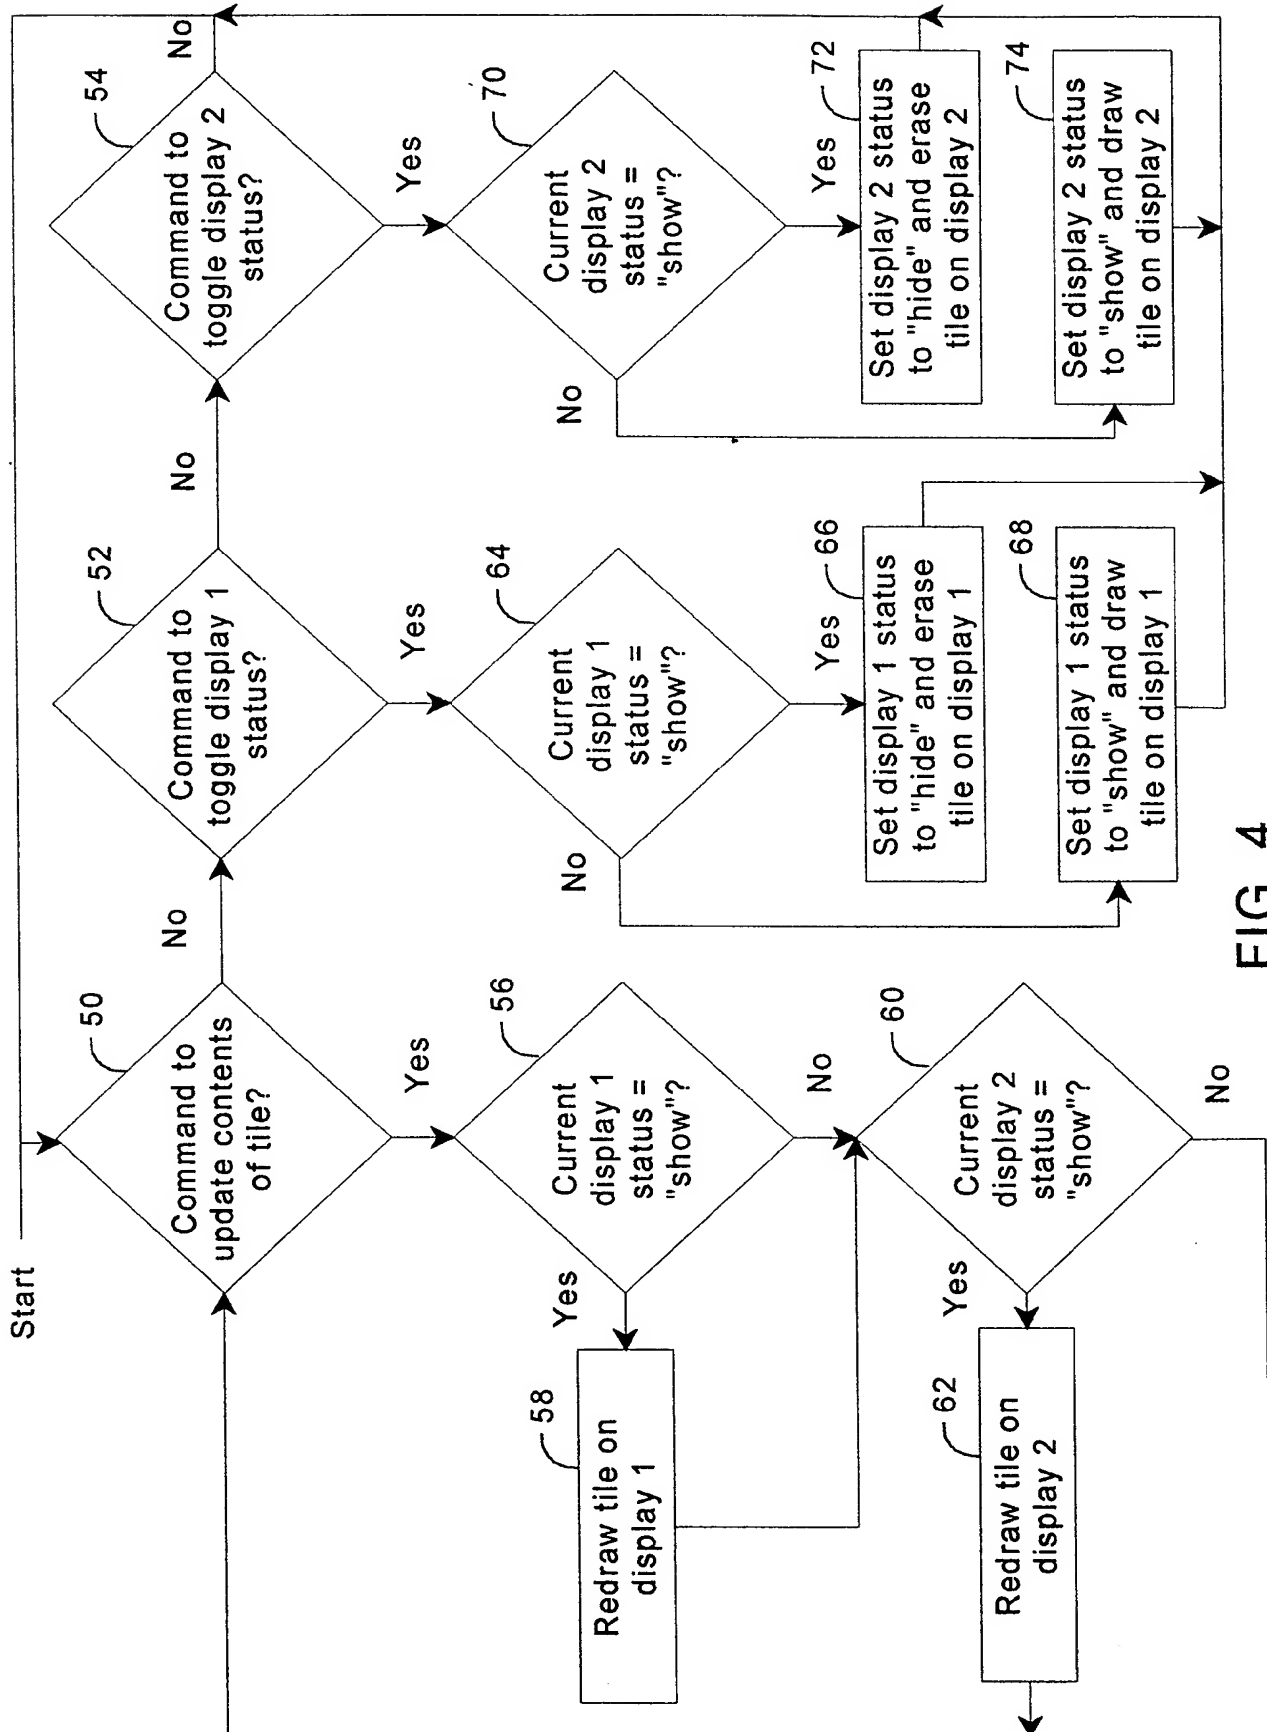 Start
50
Command to
update contents
of tile?
No
52
Command to
toggle display 1
status?
No
54
Command to
toggle display 2
status?
No
Yes
56
Current
display 1
status =
"show"?
Yes
58
Redraw tile on
display 1
No
60
Current
display 2
status =
"show"?
Yes
62
Redraw tile on
display 2
No
Yes
64
Current
display 1
status =
"show"?
Yes
66
Set display 1 status
to "hide" and erase
tile on display 1
No
68
Set display 1 status
to "show" and draw
tile on display 1
Yes
70
Current
display 2
status =
"show"?
Yes
72
Set display 2 status
to "hide" and erase
tile on display 2
No
74
Set display 2 status
to "show" and draw
tile on display 2
FIG 4